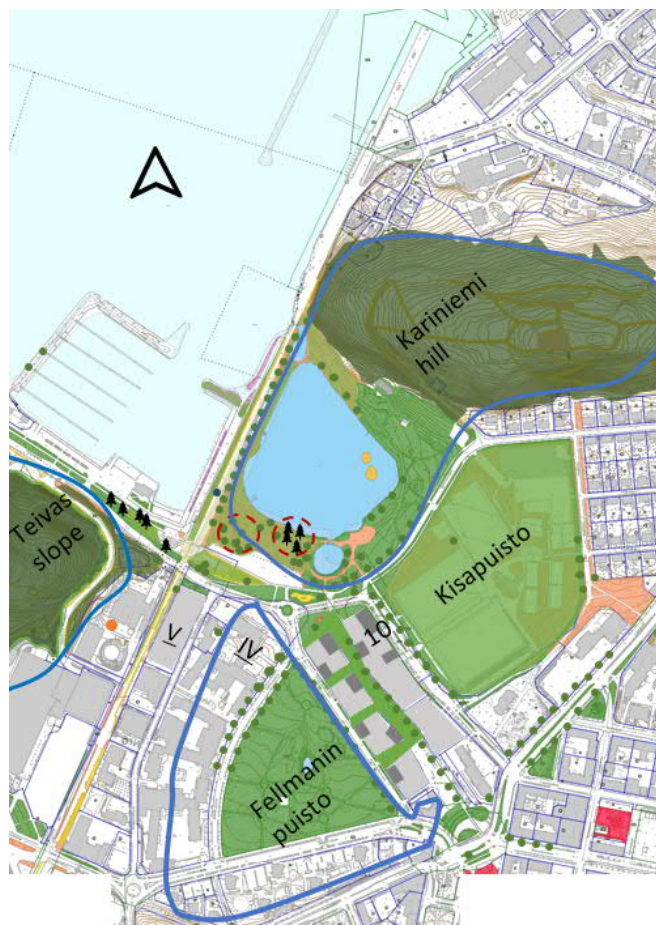 Kariniemi
hill
Teivas
slope
Kisapuisto
V
IV
10
Fellmanin
puisto